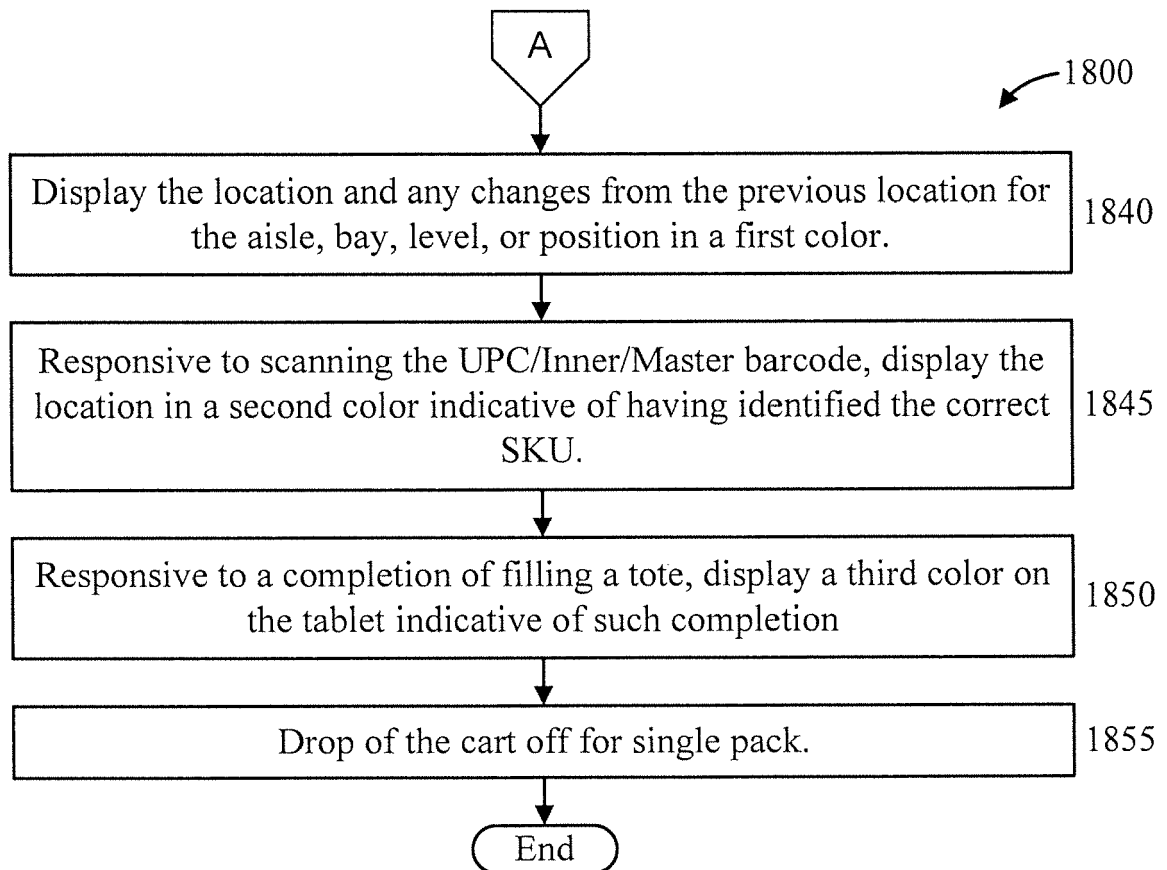 A
1800
Display the location and any changes from the previous location for
the aisle, bay, level, or position in a first color.
1840
Responsive to scanning the UPC/Inner/Master barcode, display the
location in a second color indicative of having identified the correct
SKU.
1845
Responsive to a completion of filling a tote, display a third color on
the tablet indicative of such completion
1850
Drop of the cart off for single pack.
1855
End